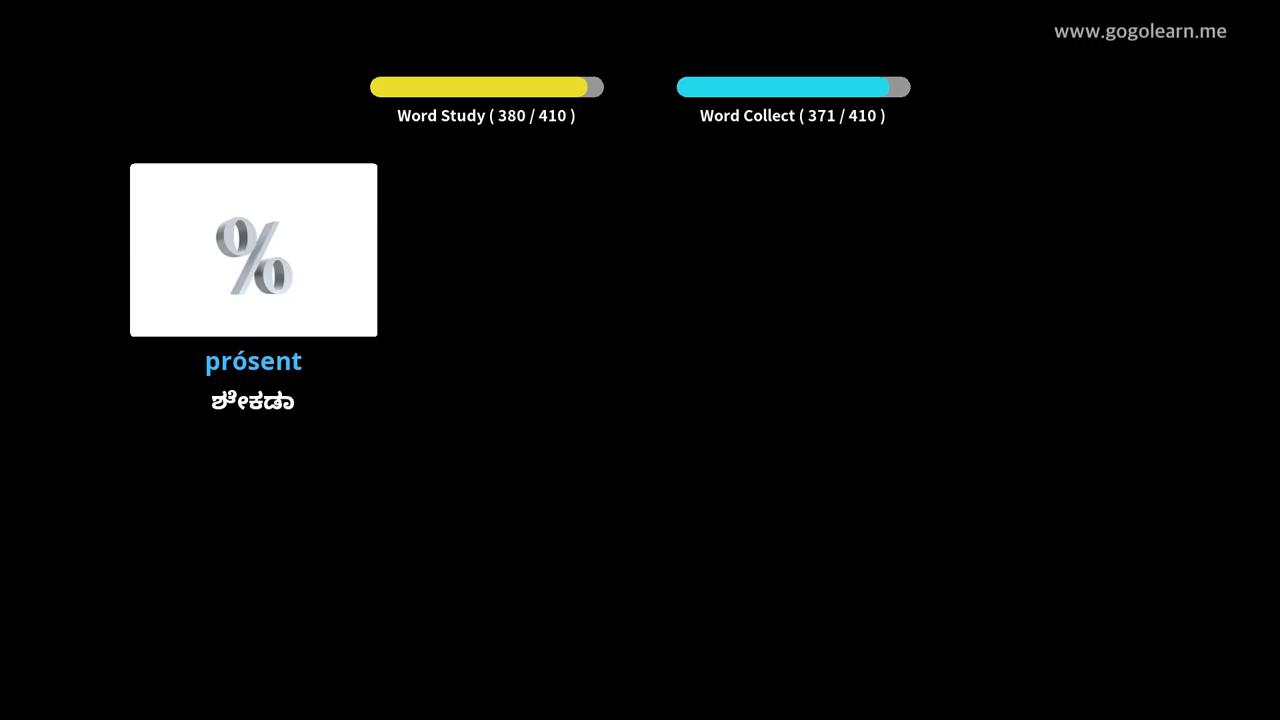 www.gogolearn.me
Word Study ( 380 / 410 )
Word Collect ( 371 / 410 )
%
prósent
ಶೇಕಡಾ